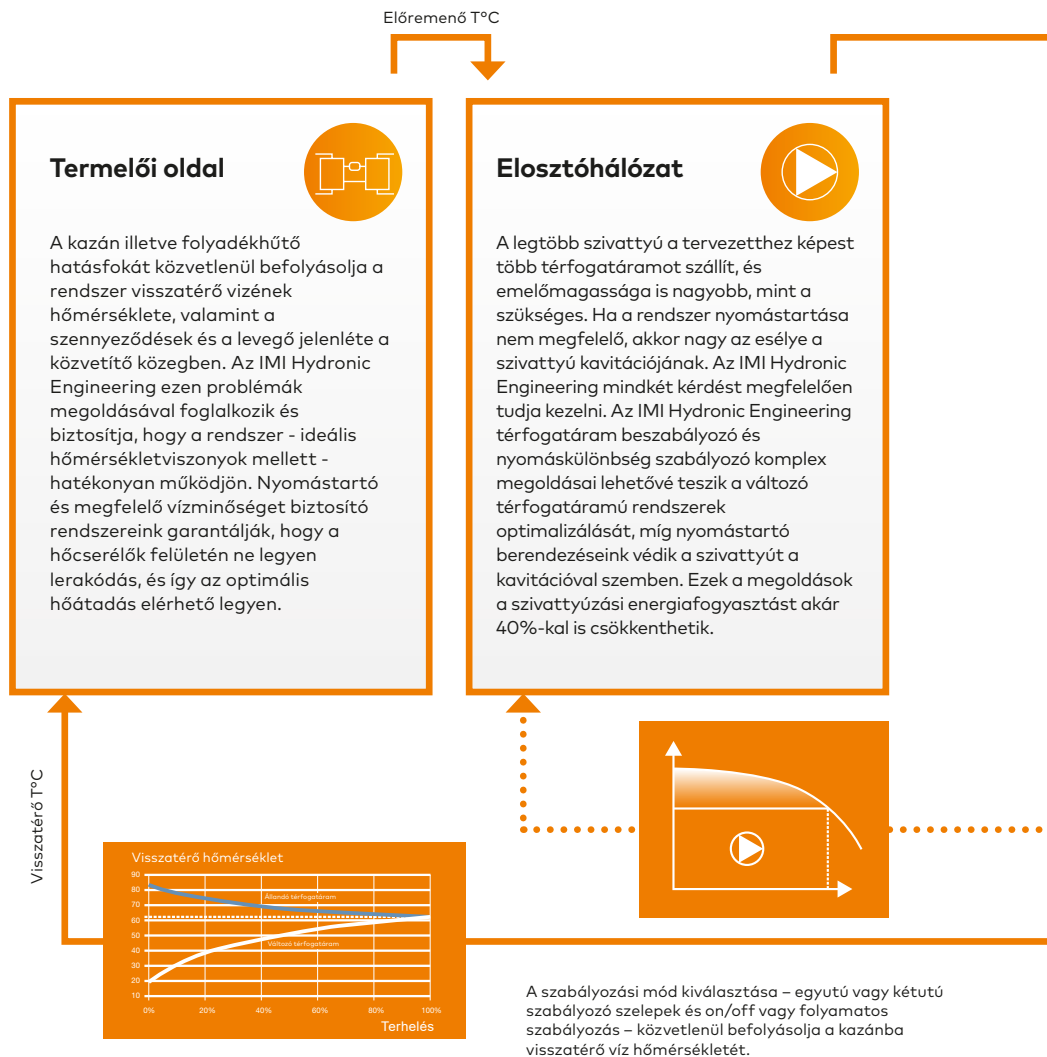 Előremenő T°C
Termelői oldal
A kazán illetve folyadékhűtő
hatásfokát közvetlenül befolyásolja a
rendszer visszatérő vizének
hőmérséklete, valamint a
szennyeződések és a levegő jelenléte a
közvetítő közegben. Az IMI Hydronic
Engineering ezen problémák
megoldásával foglalkozik és
biztosítja, hogy a rendszer - ideális
hőmérsékletviszonyok mellett -
hatékonyan működjön. Nyomástartó
és megfelelő vízminőséget biztosító
rendszereink garantálják, hogy a
hőcserélők felületén ne legyen
lerakódás, és így az optimális
hőátadás elérhető legyen.
Elosztóhálózat
A legtöbb szivattyú a tervezetthez képest
több térfogatáramot szállít, és
emelőmagassága is nagyobb, mint a
szükséges. Ha a rendszer nyomástartása
nem megfelelő, akkor nagy az esélye a
szivattyú kavitációjának. Az IMI Hydronic
Engineering mindkét kérdést megfelelően
tudja kezelni. Az IMI Hydronic Engineering
térfogatáram beszabályozó és
nyomáskülönbség szabályozó komplex
megoldásai lehetővé teszik a változó
térfogatáramú rendszerek
optimalizálását, míg nyomástartó
berendezéseink védik a szivattyút a
kavitációval szemben. Ezek a megoldások
a szivattyúzási energiafogyasztást akár
40%-kal is csökkenthetik.
Visszatérő T°C
Visszatérő hőmérséklet
90
80
70
60
50
40
30
20
10
Állandó térfogatáram
Változó térfogatáram
0% 20% 40% 60% 80% 100%
Terhelés
A szabályozási mód kiválasztása – egyutú vagy kétutú
szabályozó szelepek és on/off vagy folyamatos
szabályozás – közvetlenül befolyásolja a kazánba
visszatérő víz hőmérsékletét.